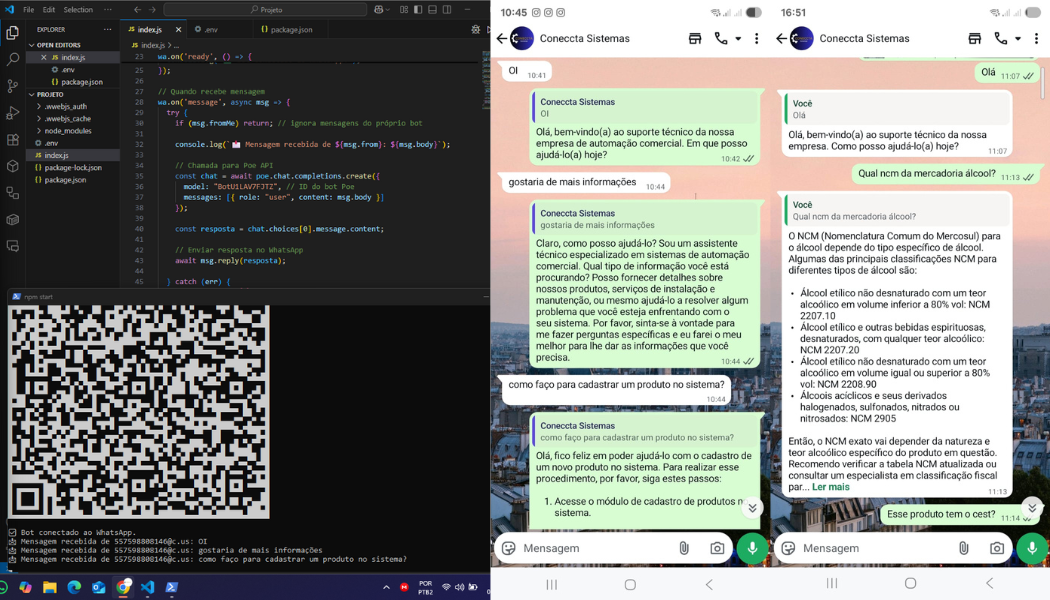 File Edit Selection ...
Projeto
EXPLORER
OPEN EDITORS
JS index.js
.env
{} package.json
PROJETO
.wwebjs_auth
.wwebjs_cache
node_modules
.env
JS index.js
{} package-lock.json
{} package.json
JS index.js × .env {} package.json
JS index.js > ...
23 wa.on('ready', () => {
25 });
26
27 // Quando recebe mensagem
28 wa.on('message', async msg => {
29 try {
30 if (msg.fromMe) return; // ignora mensagens do próprio bot
31
32 console.log(`📩 Mensagem recebida de ${msg.from}: ${msg.body}`);
33
34 // Chamada para Poe API
35 const chat = await poe.chat.completions.create({
36 model: "BotU1LAV7FJTZ", // ID do bot Poe
37 messages: [{ role: "user", content: msg.body }]
38 });
39
40 const resposta = chat.choices[0].message.content;
41
42 // Enviar resposta no WhatsApp
43 await msg.reply(resposta);
44
45 } catch (err) {
npm start
Bot conectado ao WhatsApp.
Mensagem recebida de 557598808146@c.us: OI
Mensagem recebida de 557598808146@c.us: gostaria de mais informações
Mensagem recebida de 557598808146@c.us: como faço para cadastrar um produto no sistema?
POR
PTB2
10:45
Coneccta Sistemas
OI 10:41
Coneccta Sistemas
OI
Olá, bem-vindo(a) ao suporte técnico da nossa
empresa de automação comercial. Em que posso
ajudá-lo(a) hoje?
10:42
gostaria de mais informações 10:44
Coneccta Sistemas
gostaria de mais informações
Claro, como posso ajudá-lo? Sou um assistente
técnico especializado em sistemas de automação
comercial. Qual tipo de informação você está
procurando? Posso fornecer detalhes sobre
nossos produtos, serviços de instalação e
manutenção, ou mesmo ajudá-lo a resolver algum
problema que você esteja enfrentando com o
seu sistema. Por favor, sinta-se à vontade para
me fazer perguntas específicas e eu farei o meu
melhor para lhe dar as informações que você
precisa.
10:44
como faço para cadastrar um produto no sistema?
10:44
Coneccta Sistemas
como faço para cadastrar um produto no sistema?
Olá, fico feliz em poder ajudá-lo com o cadastro de
um novo produto no sistema. Para realizar esse
procedimento, por favor, siga estes passos:
1. Acesse o módulo de cadastro de produtos
sistema.
Mensagem
16:51
Coneccta Sistemas
Olá 11:07
Você
Olá
Olá, bem-vindo(a) ao suporte técnico da nossa
empresa. Como posso ajudá-lo(a) hoje?
11:07
Qual ncm da mercadoria álcool? 11:13
Você
Qual ncm da mercadoria álcool?
O NCM (Nomenclatura Comum do Mercosul) para
o álcool depende do tipo específico de álcool.
Algumas das principais classificações NCM para
diferentes tipos de álcool são:
• Álcool etílico não desnaturado com um teor
alcoólico em volume inferior a 80% vol: NCM
2207.10
• Álcool etílico e outras bebidas espirituosas,
desnaturados, com qualquer teor alcoólico:
NCM 2207.20
• Álcool etílico não desnaturado com um teor
alcoólico em volume igual ou superior a 80%
vol: NCM 2208.90
• Álcoois acíclicos e seus derivados
halogenados, sulfonados, nitrados ou
nitrosados: NCM 2905
Então, o NCM exato vai depender da natureza e
teor alcoólico específico do produto em questão.
Recomendo verificar a tabela NCM atualizada ou
consultar um especialista em classificação fiscal
par... Ler mais
11:13
Esse produto tem o cest? 11:14
Mensagem